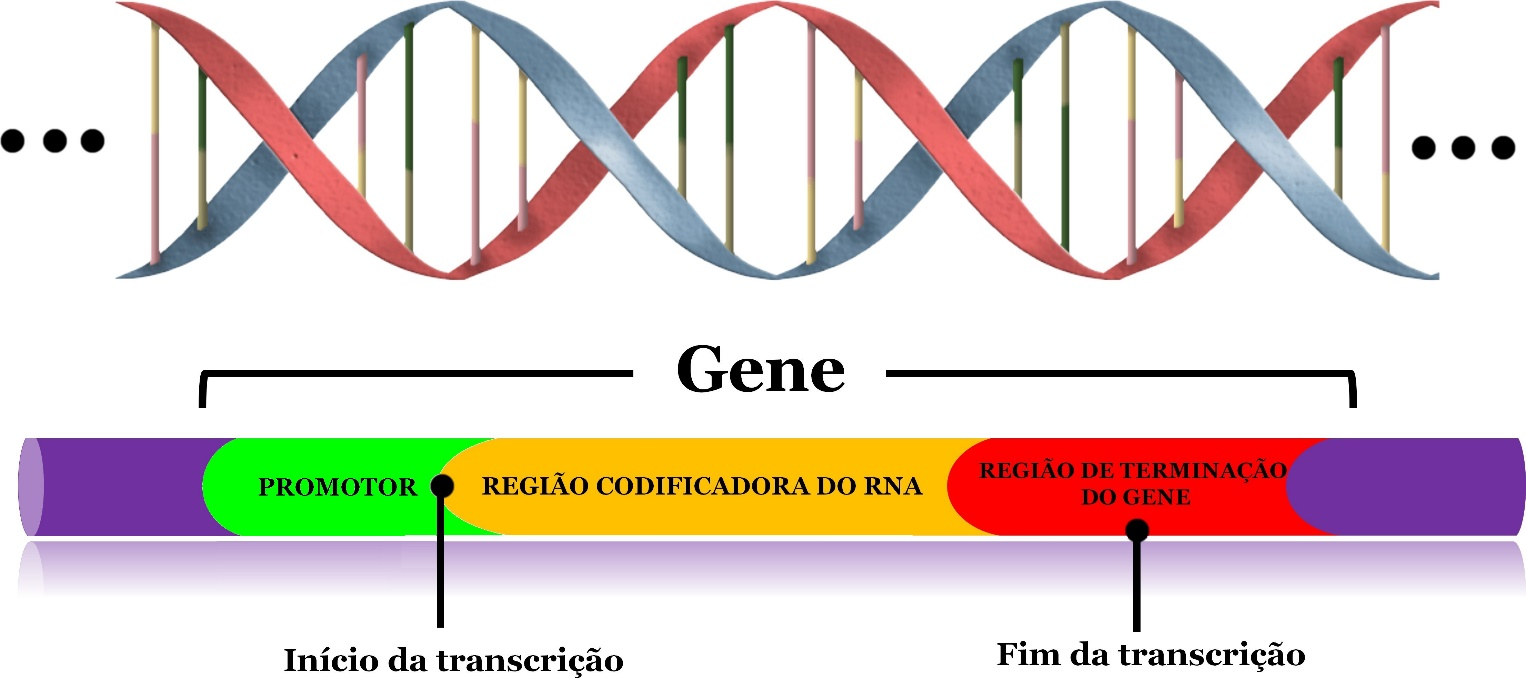 Gene
PROMOTOR
REGIÃO CODIFICADORA DO RNA
REGIÃO DE TERMINAÇÃO
DO GENE
Início da transcrição
Fim da transcrição